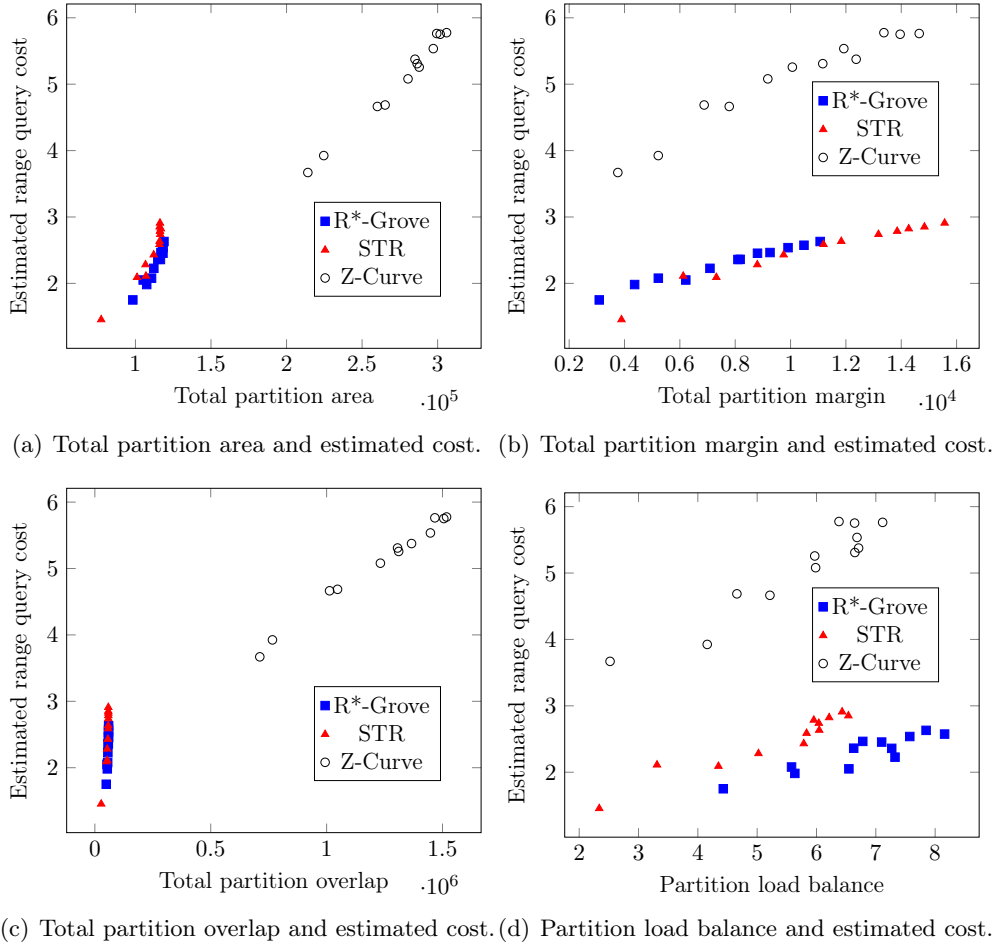 6
5
4
3
2
Estimated range query cost
R*-Grove
STR
Z-Curve
1
1.5
2
2.5
3
Total partition area
·10⁵
(a) Total partition area and estimated cost.
6
5
4
3
2
Estimated range query cost
R*-Grove
STR
Z-Curve
0.2
0.4
0.6
0.8
1
1.2
1.4
1.6
Total partition margin
·10⁴
(b) Total partition margin and estimated cost.
6
5
4
3
2
Estimated range query cost
R*-Grove
STR
Z-Curve
0
0.5
1
1.5
Total partition overlap
·10⁶
(c) Total partition overlap and estimated cost.
6
5
4
3
2
Estimated range query cost
R*-Grove
STR
Z-Curve
2
3
4
5
6
7
8
Partition load balance
(d) Partition load balance and estimated cost.